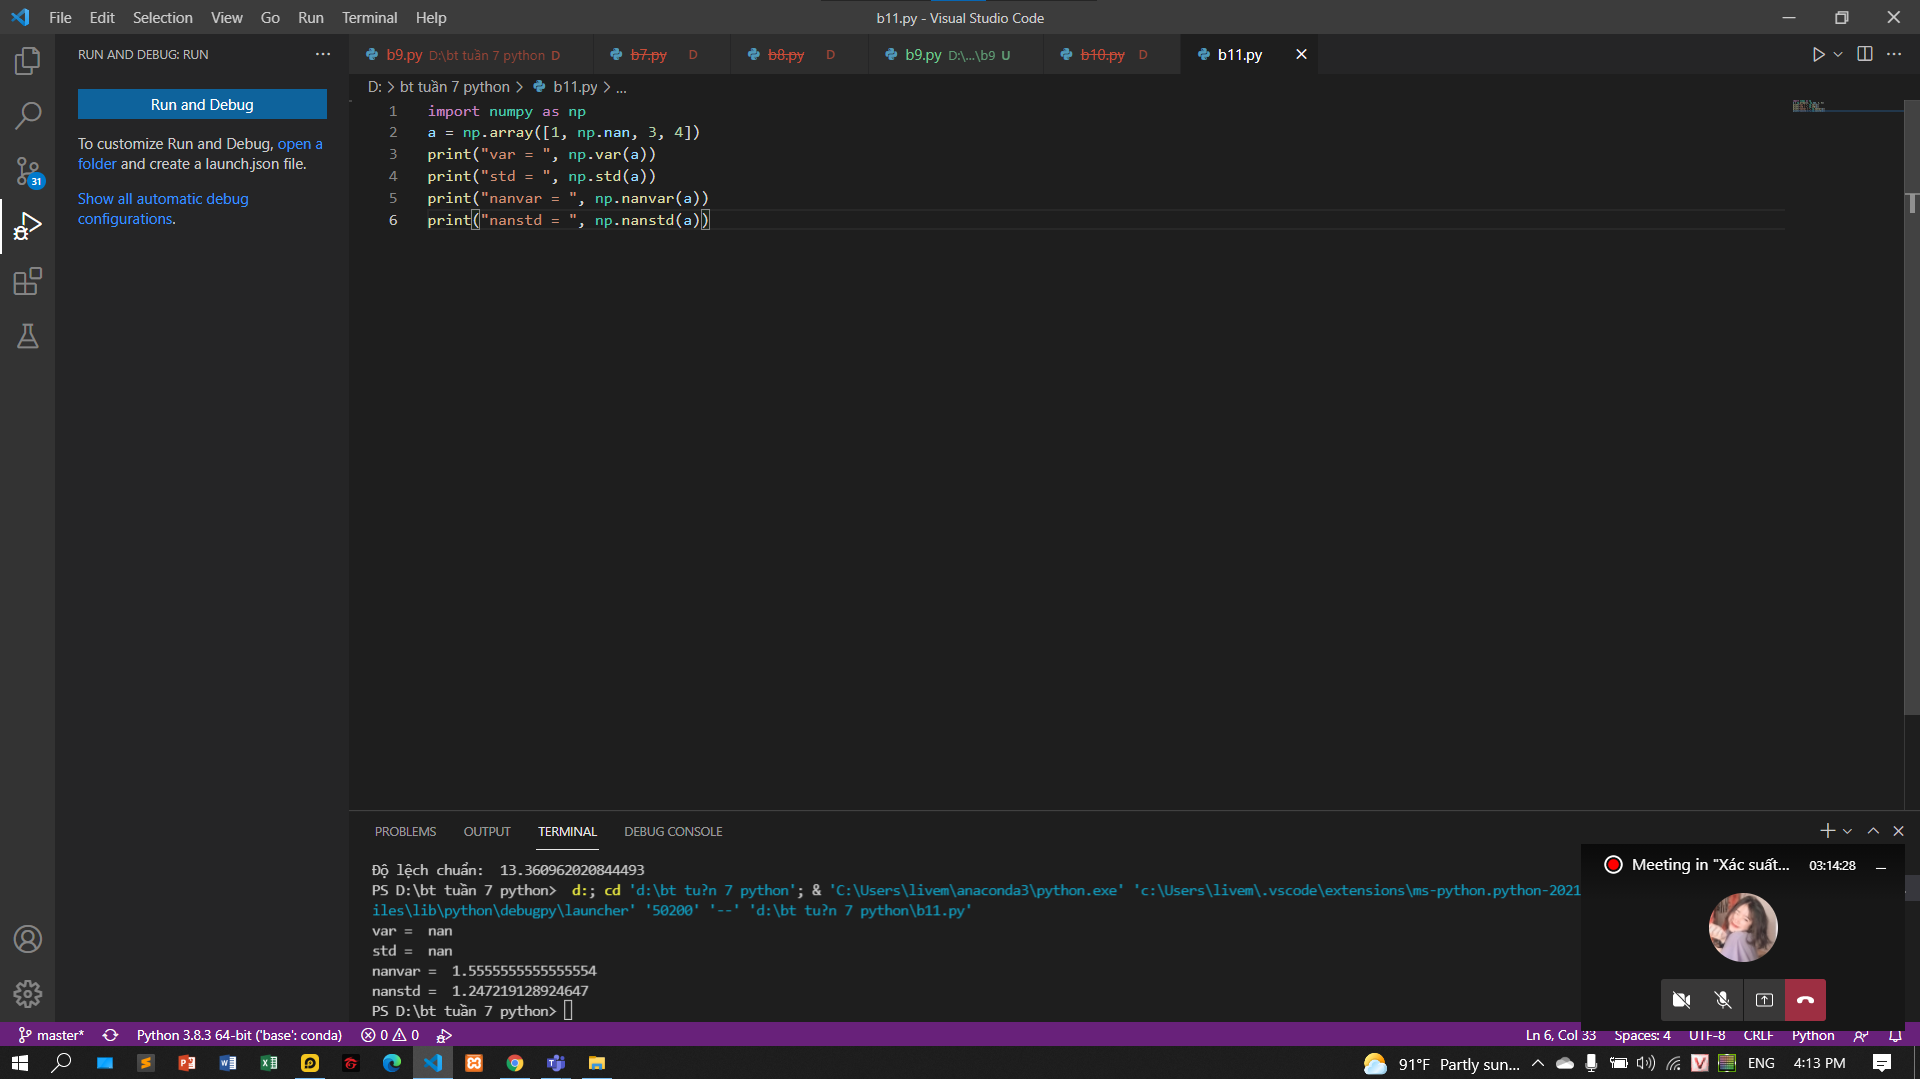 File Edit Selection View Go Run Terminal Help
b11.py - Visual Studio Code
RUN AND DEBUG: RUN
Run and Debug
To customize Run and Debug, open a
folder and create a launch.json file.
Show all automatic debug
configurations.
31
b9.py D:\bt tuần 7 python D
b7.py D
b8.py D
b9.py D:\...\b9 U
b10.py D
b11.py
D: > bt tuần 7 python > b11.py > ...
1 import numpy as np
2 a = np.array([1, np.nan, 3, 4])
3 print("var = ", np.var(a))
4 print("std = ", np.std(a))
5 print("nanvar = ", np.nanvar(a))
6 print("nanstd = ", np.nanstd(a))
PROBLEMS OUTPUT TERMINAL DEBUG CONSOLE
Độ lệch chuẩn:  13.360962020844493
PS D:\bt tuần 7 python>  d:; cd 'd:\bt tu?n 7 python'; & 'C:\Users\livem\anaconda3\python.exe' 'c:\Users\livem\.vscode\extensions\ms-python.python-2021
iles\lib\python\debugpy\launcher' '50200' '--' 'd:\bt tu?n 7 python\b11.py'
var =  nan
std =  nan
nanvar =  1.5555555555555554
nanstd =  1.247219128924647
PS D:\bt tuần 7 python>
Meeting in "Xác suất... 03:14:28
master* Python 3.8.3 64-bit ('base': conda) 0 0
Ln 6, Col 33 Spaces: 4 UTF-8 CRLF Python
91°F Partly sun... ENG 4:13 PM